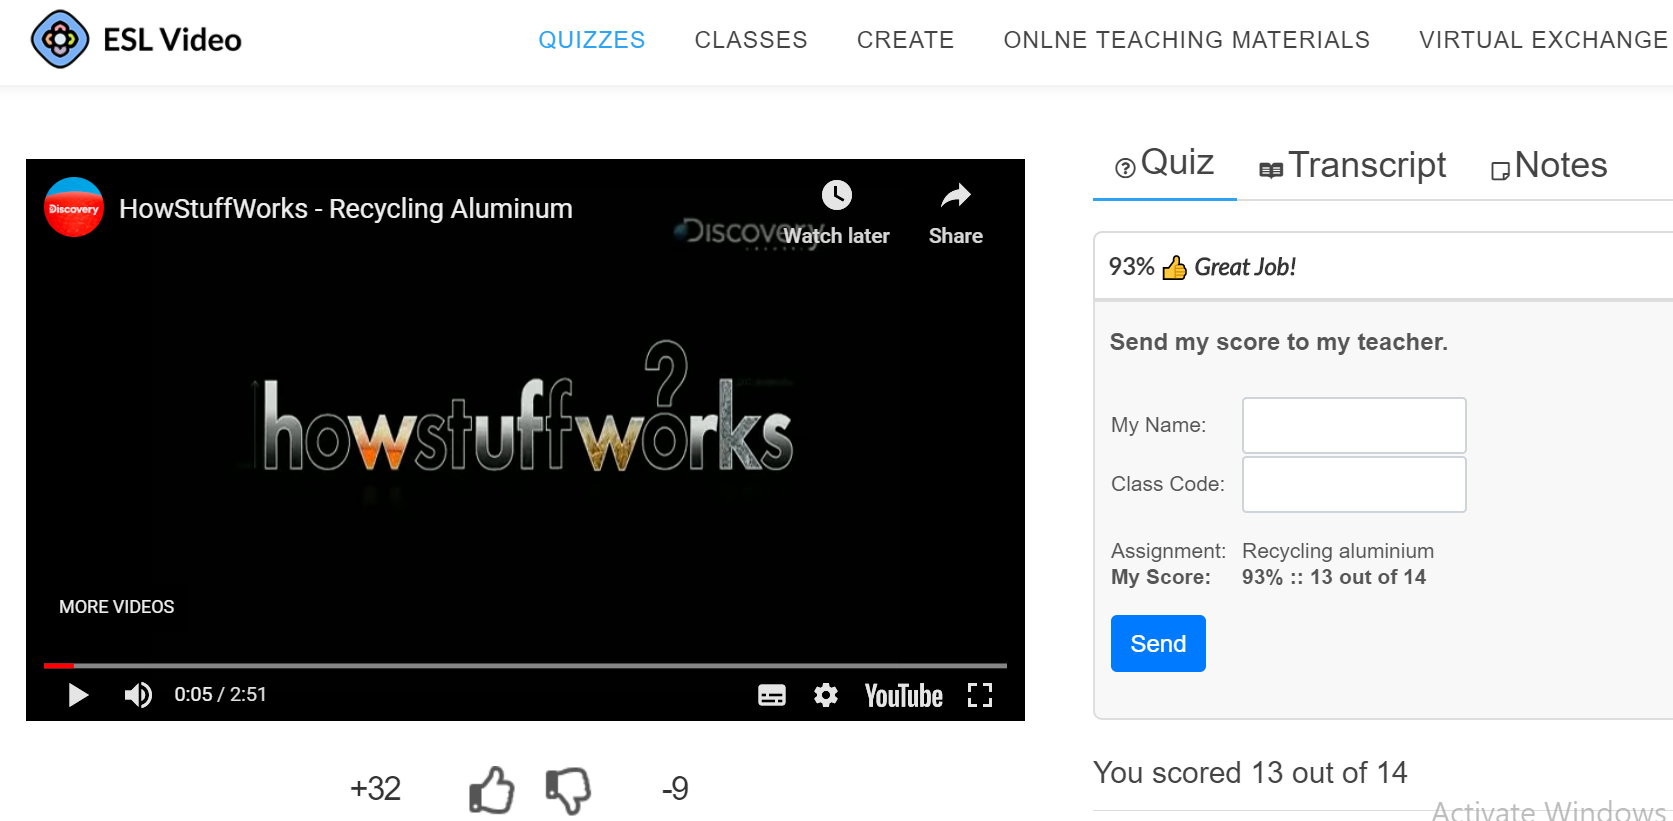 ESL Video
QUIZZES CLASSES CREATE ONLNE TEACHING MATERIALS VIRTUAL EXCHANGE
Discovery
HowStuffWorks - Recycling Aluminum
Discovery
Watch later
Share
howstuffworks
?
MORE VIDEOS
0:05 / 2:51
YouTube
+32
-9
Quiz Transcript Notes
93% 👍 Great Job!
Send my score to my teacher.
My Name:
Class Code:
Assignment: Recycling aluminium
My Score: 93% :: 13 out of 14
Send
You scored 13 out of 14
Activate Windows